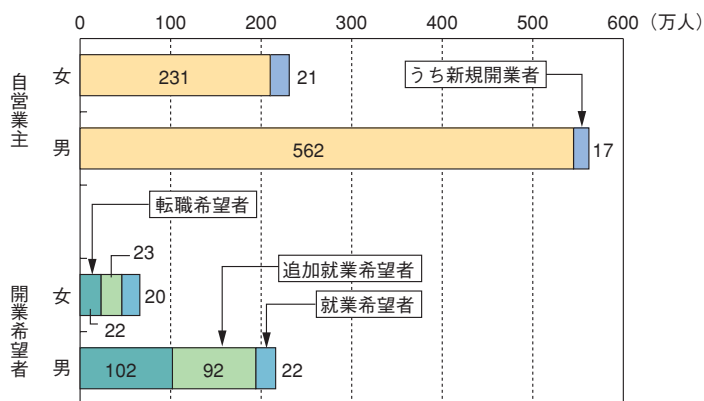 0 100 200 300 400 500 600（万人）
自営業主
女 231 21
うち新規開業者
男 562 17
転職希望者
23
追加就業希望者
開業希望者
女 20
就業希望者
22
男 102 92 22